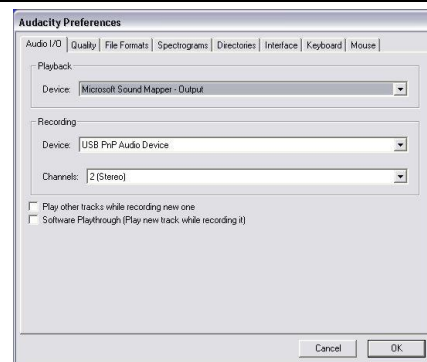 Audacity Preferences
Audio I/O Quality File Formats Spectrograms Directories Interface Keyboard Mouse
Playback
Device: Microsoft Sound Mapper - Output
Recording
Device: USB PnP Audio Device
Channels: 2 (Stereo)
Play other tracks while recording new one
Software Playthrough (Play new track while recording it)
Cancel OK